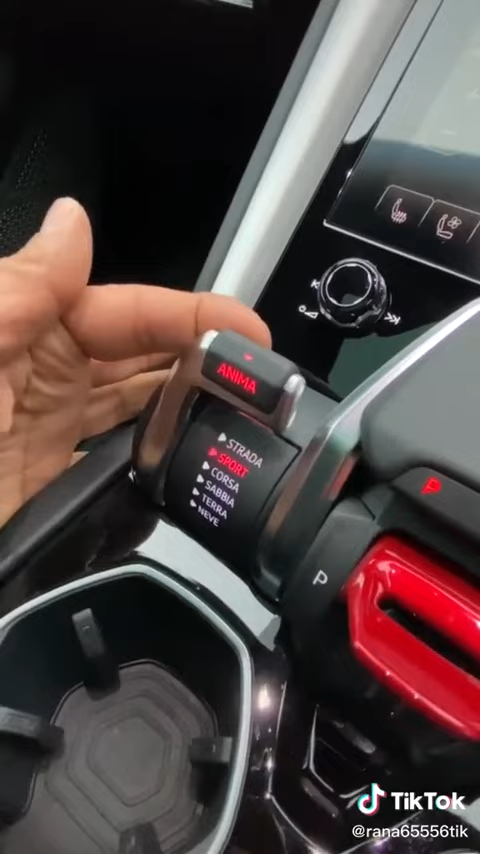 ANIMA
STRADA
SPORT
CORSA
SABBIA
TERRA
NEVE
P
P
TikTok
@rana65556tik